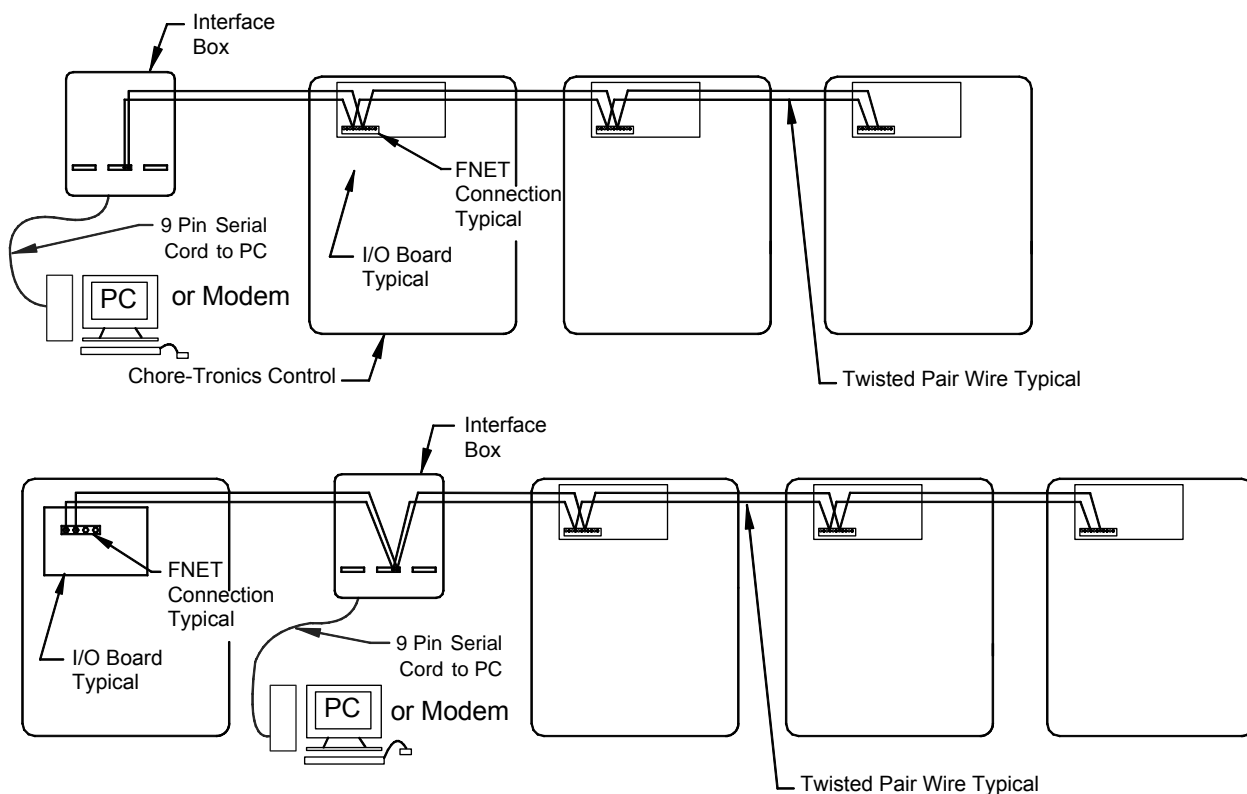 Interface
Box
FNET
Connection
Typical
9 Pin Serial
Cord to PC
I/O Board
Typical
PC
or Modem
Chore-Tronics Control
Twisted Pair Wire Typical
Interface
Box
FNET
Connection
Typical
I/O Board
Typical
9 Pin Serial
Cord to PC
PC
or Modem
Twisted Pair Wire Typical